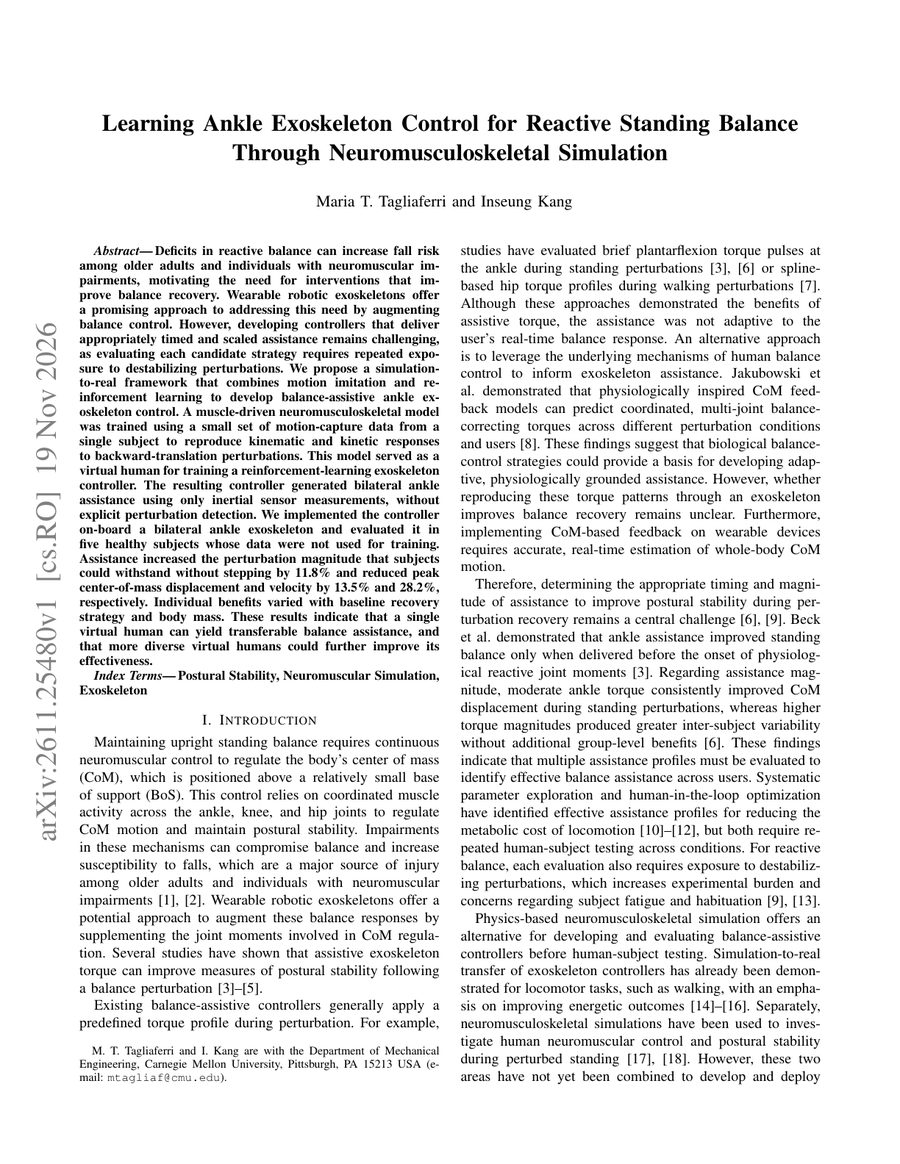 Learning Ankle Exoskeleton Control for Reactive Standing Balance
Through Neuromusculoskeletal Simulation
Maria T. Tagliaferri and Inseung Kang
arXiv:2611.25480v1 [cs.RO] 19 Nov 2026
Abstract—Deficits in reactive balance can increase fall risk
among older adults and individuals with neuromuscular im-
pairments, motivating the need for interventions that im-
prove balance recovery. Wearable robotic exoskeletons offer
a promising approach to addressing this need by augmenting
balance control. However, developing controllers that deliver
appropriately timed and scaled assistance remains challenging,
as evaluating each candidate strategy requires repeated expo-
sure to destabilizing perturbations. We propose a simulation-
to-real framework that combines motion imitation and re-
inforcement learning to develop balance-assistive ankle ex-
oskeleton control. A muscle-driven neuromusculoskeletal model
was trained using a small set of motion-capture data from a
single subject to reproduce kinematic and kinetic responses
to backward-translation perturbations. This model served as a
virtual human for training a reinforcement-learning exoskeleton
controller. The resulting controller generated bilateral ankle
assistance using only inertial sensor measurements, without
explicit perturbation detection. We implemented the controller
on-board a bilateral ankle exoskeleton and evaluated it in
five healthy subjects whose data were not used for training.
Assistance increased the perturbation magnitude that subjects
could withstand without stepping by 11.8% and reduced peak
center-of-mass displacement and velocity by 13.5% and 28.2%,
respectively. Individual benefits varied with baseline recovery
strategy and body mass. These results indicate that a single
virtual human can yield transferable balance assistance, and
that more diverse virtual humans could further improve its
effectiveness.
Index Terms—Postural Stability, Neuromuscular Simulation,
Exoskeleton
I. INTRODUCTION
Maintaining upright standing balance requires continuous
neuromuscular control to regulate the body's center of mass
(CoM), which is positioned above a relatively small base
of support (BoS). This control relies on coordinated muscle
activity across the ankle, knee, and hip joints to regulate
CoM motion and maintain postural stability. Impairments
in these mechanisms can compromise balance and increase
susceptibility to falls, which are a major source of injury
among older adults and individuals with neuromuscular
impairments [1], [2]. Wearable robotic exoskeletons offer a
potential approach to augment these balance responses by
supplementing the joint moments involved in CoM regula-
tion. Several studies have shown that assistive exoskeleton
torque can improve measures of postural stability following
a balance perturbation [3]–[5].
Existing balance-assistive controllers generally apply a
predefined torque profile during perturbation. For example,
M. T. Tagliaferri and I. Kang are with the Department of Mechanical
Engineering, Carnegie Mellon University, Pittsburgh, PA 15213 USA (e-
mail: mtagliaf@cmu.edu).
studies have evaluated brief plantarflexion torque pulses at
the ankle during standing perturbations [3], [6] or spline-
based hip torque profiles during walking perturbations [7].
Although these approaches demonstrated the benefits of
assistive torque, the assistance was not adaptive to the
user's real-time balance response. An alternative approach
is to leverage the underlying mechanisms of human balance
control to inform exoskeleton assistance. Jakubowski et
al. demonstrated that physiologically inspired CoM feed-
back models can predict coordinated, multi-joint balance-
correcting torques across different perturbation conditions
and users [8]. These findings suggest that biological balance-
control strategies could provide a basis for developing adap-
tive, physiologically grounded assistance. However, whether
reproducing these torque patterns through an exoskeleton
improves balance recovery remains unclear. Furthermore,
implementing CoM-based feedback on wearable devices
requires accurate, real-time estimation of whole-body CoM
motion.
Therefore, determining the appropriate timing and magni-
tude of assistance to improve postural stability during per-
turbation recovery remains a central challenge [6], [9]. Beck
et al. demonstrated that ankle assistance improved standing
balance only when delivered before the onset of physiolog-
ical reactive joint moments [3]. Regarding assistance mag-
nitude, moderate ankle torque consistently improved CoM
displacement during standing perturbations, whereas higher
torque magnitudes produced greater inter-subject variability
without additional group-level benefits [6]. These findings
indicate that multiple assistance profiles must be evaluated to
identify effective balance assistance across users. Systematic
parameter exploration and human-in-the-loop optimization
have identified effective assistance profiles for reducing the
metabolic cost of locomotion [10]–[12], but both require re-
peated human-subject testing across conditions. For reactive
balance, each evaluation also requires exposure to destabiliz-
ing perturbations, which increases experimental burden and
concerns regarding subject fatigue and habituation [9], [13].
Physics-based neuromusculoskeletal simulation offers an
alternative for developing and evaluating balance-assistive
controllers before human-subject testing. Simulation-to-real
transfer of exoskeleton controllers has already been demon-
strated for locomotor tasks, such as walking, with an empha-
sis on improving energetic outcomes [14]–[16]. Separately,
neuromusculoskeletal simulations have been used to inves-
tigate human neuromuscular control and postural stability
during perturbed standing [17], [18]. However, these two
areas have not yet been combined to develop and deploy